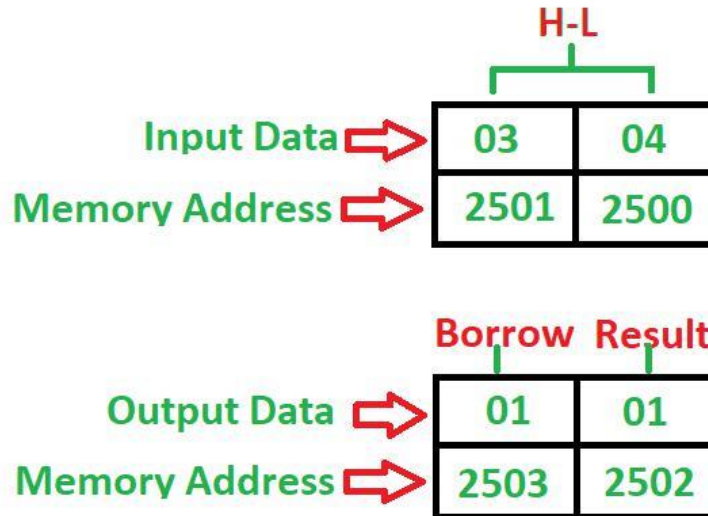 H-L
Input Data 03 04
Memory Address 2501 2500
Borrow Result
Output Data 01 01
Memory Address 2503 2502